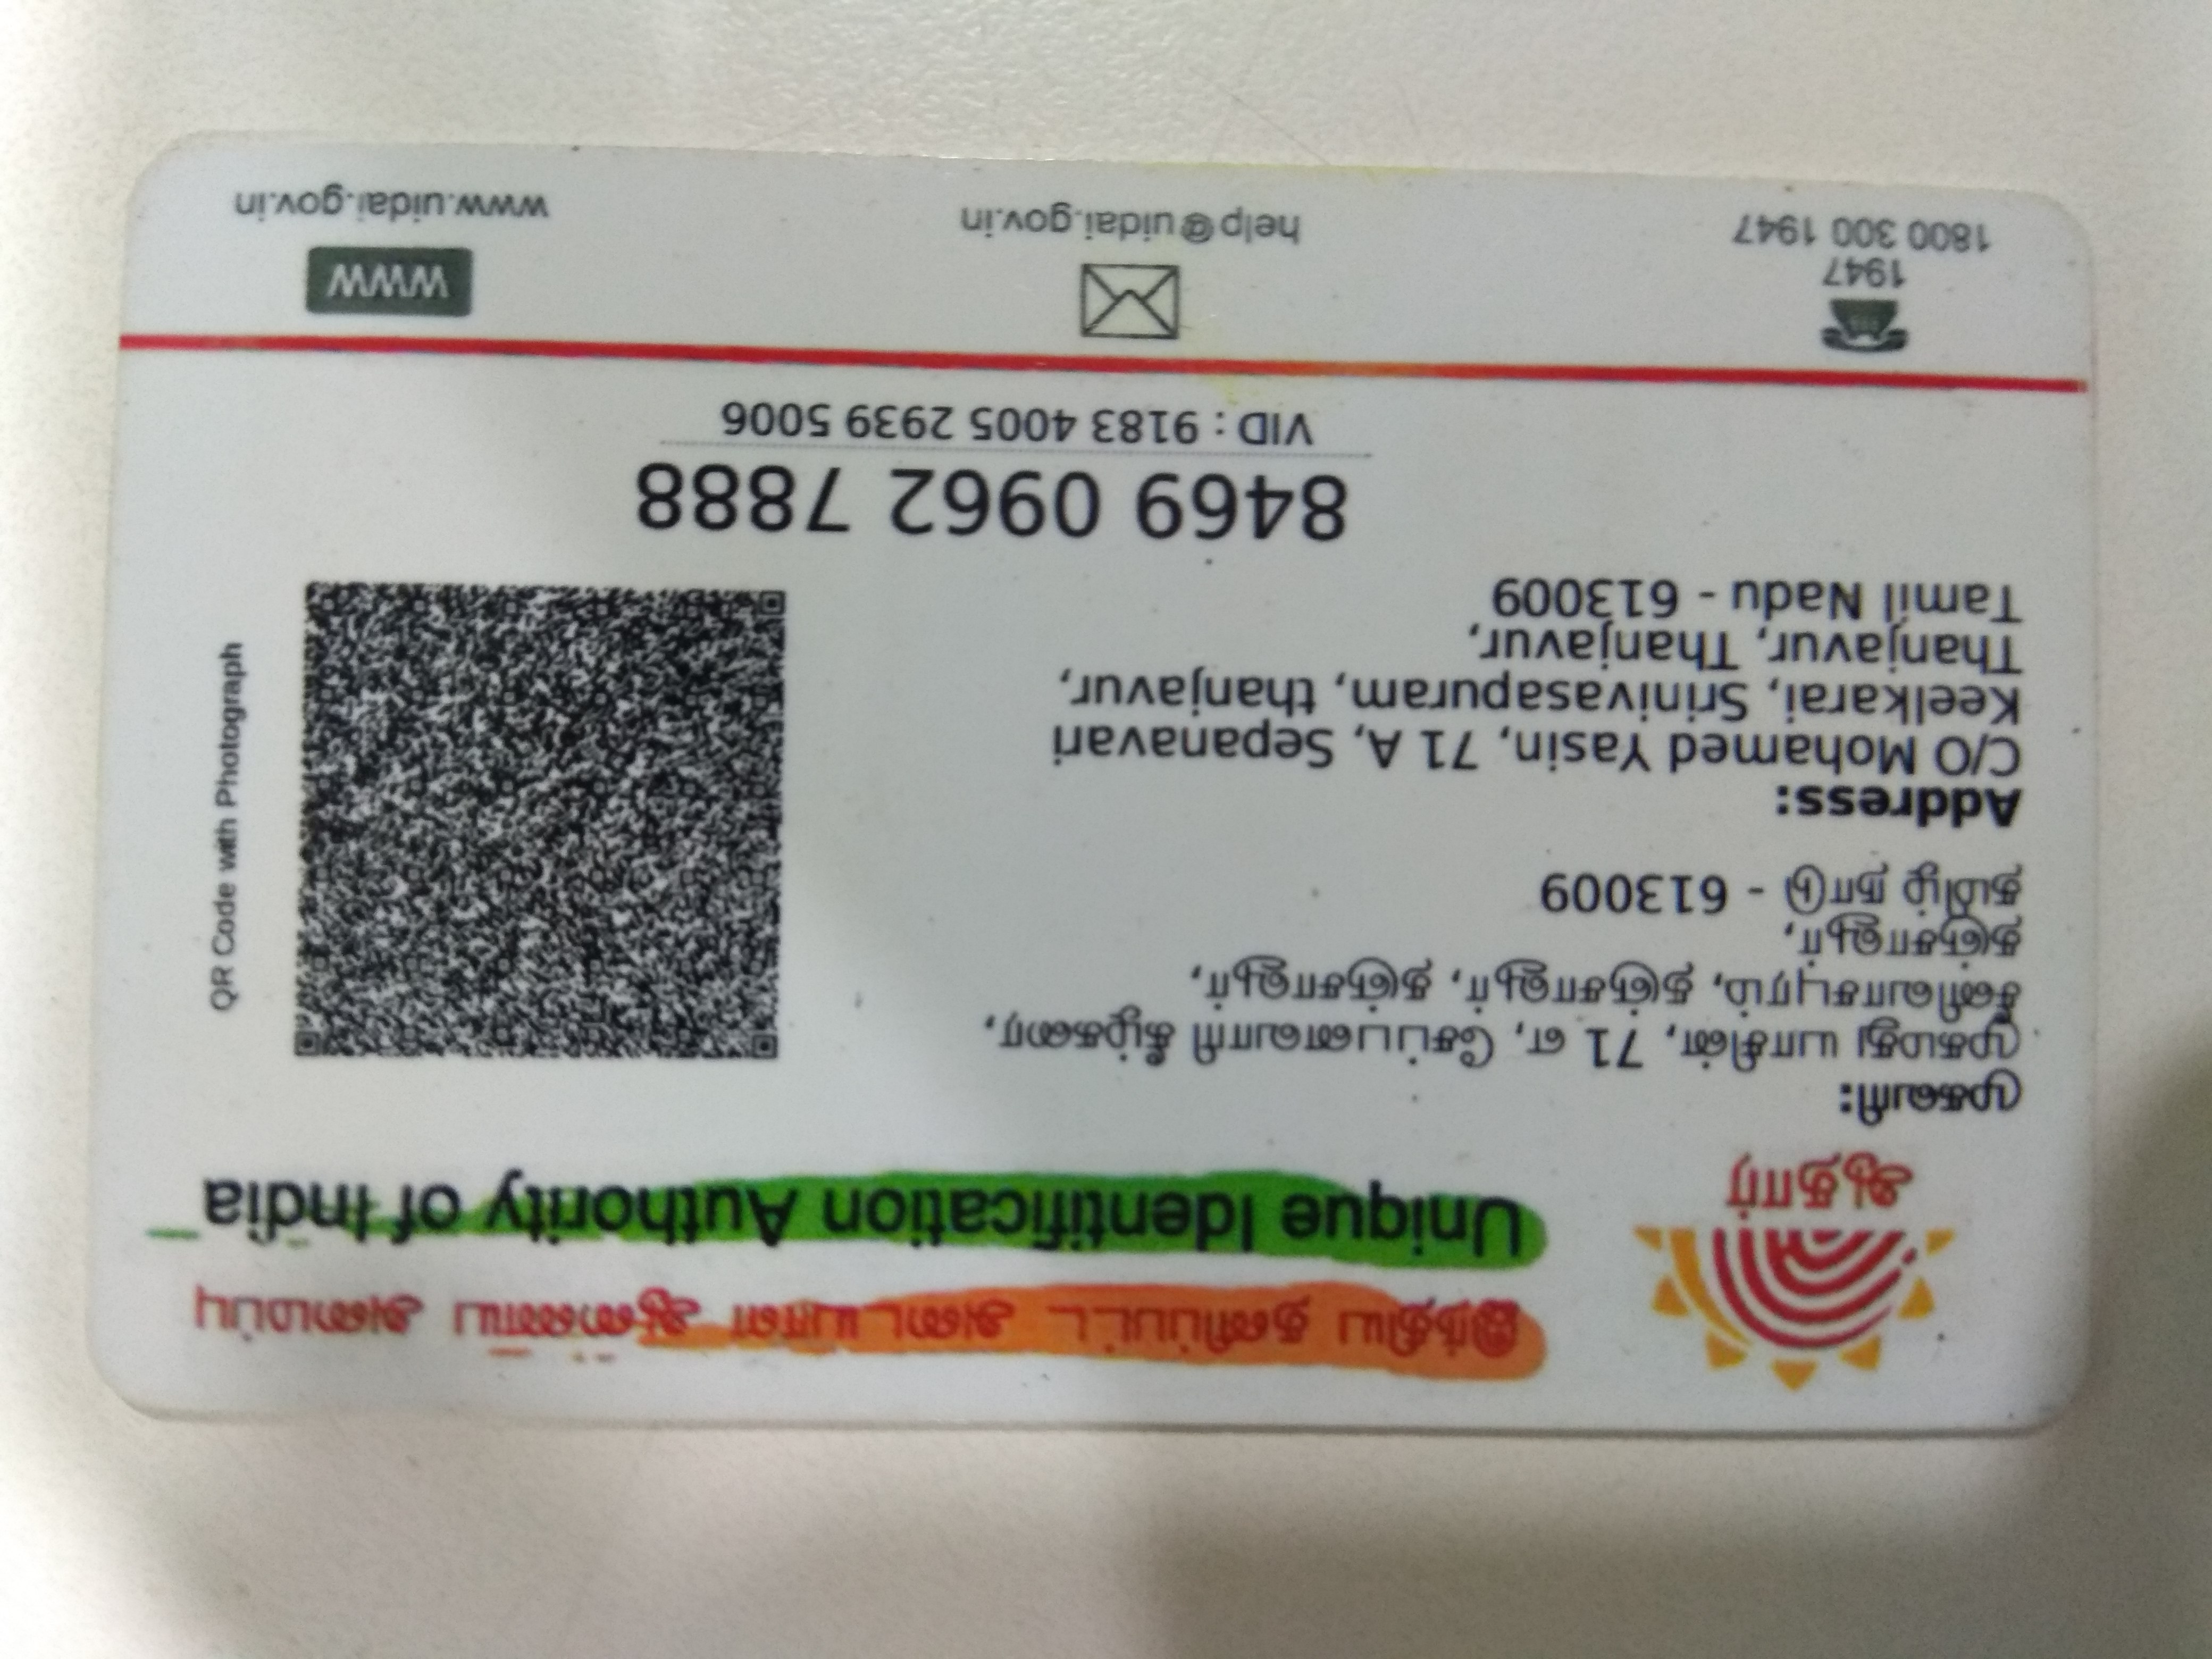 இந்திய தனிப்பட்ட அடையாள ஆணைய அமைப்பு
Unique Identification Authority of India
ஆதார்
முகவரி:
முகமது யாசின், 71 எ, சேப்பனவாரி கீழ்கரை,
சீனிவாசபுரம், தஞ்சாவூர், தஞ்சாவூர்,
தஞ்சாவூர்,
தமிழ் நாடு - 613009
Address:
C/O Mohamed Yasin, 71 A, Sepanavari
Keelkarai, Srinivasapuram, thanjavur,
Thanjavur, Thanjavur,
Tamil Nadu - 613009
QR Code with Photograph
8469 0962 7888
VID : 9183 4005 2939 5006
1947
1800 300 1947
help@uidai.gov.in
WWW
www.uidai.gov.in